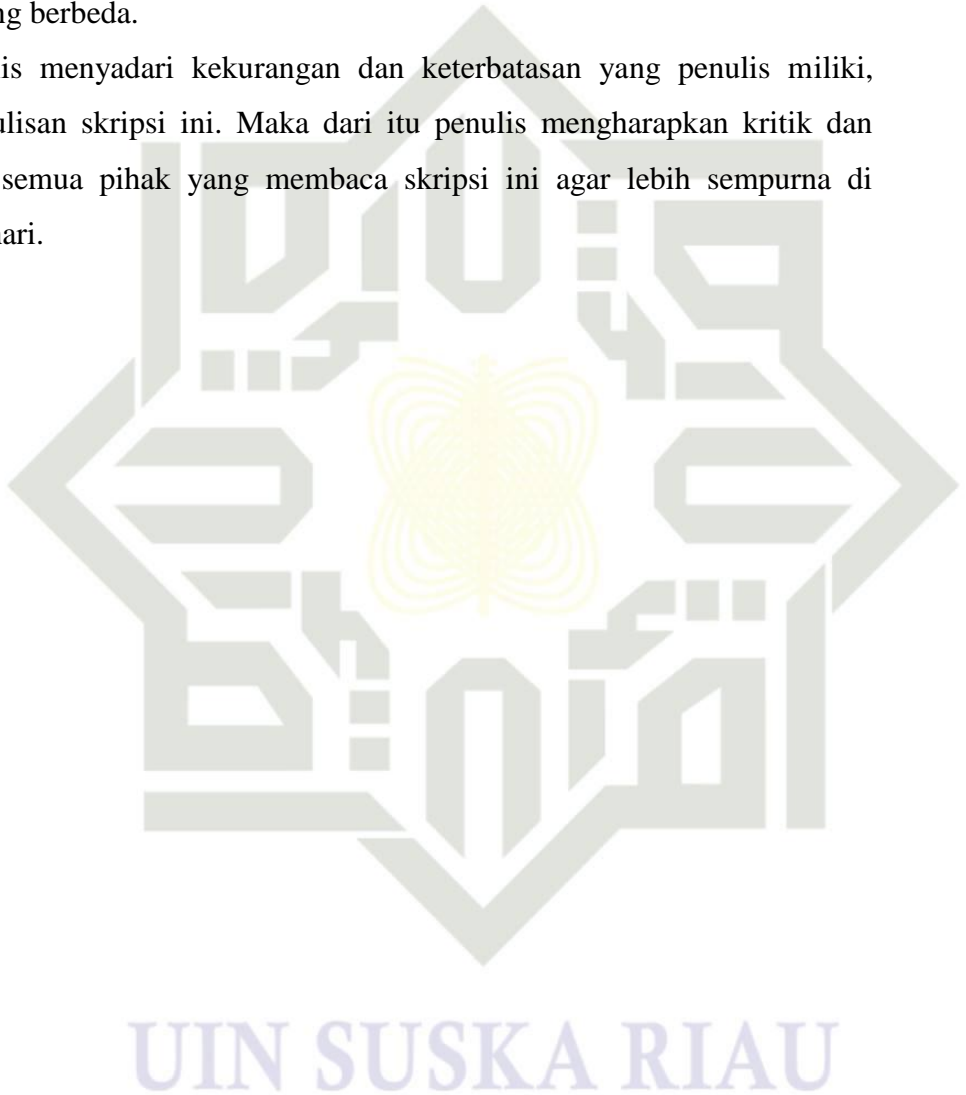 ng berbeda.
is menyadari kekurangan dan keterbatasan yang penulis miliki,
ulisan skripsi ini. Maka dari itu penulis mengharapkan kritik dan
semua pihak yang membaca skripsi ini agar lebih sempurna di
ari.
UIN SUSKA RIAU